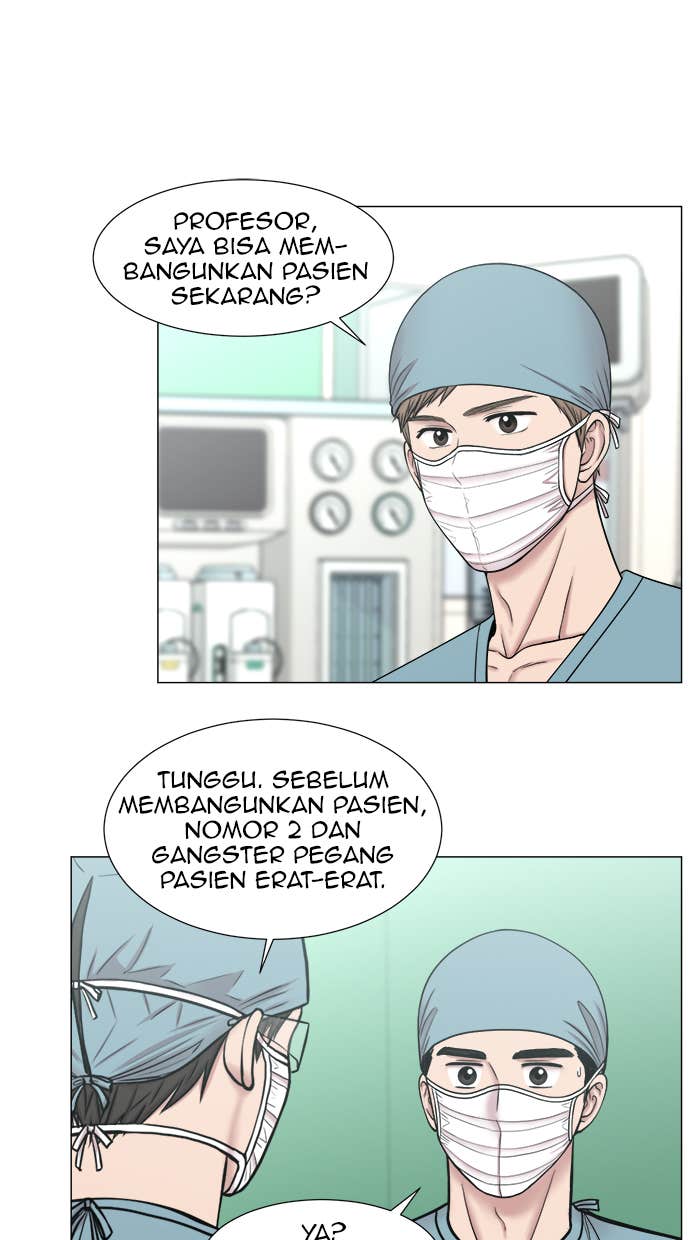 PROFESOR,
SAYA BISA MEM-
BANGUNKAN PASIEN
SEKARANG?
TUNGGU. SEBELUM
MEMBANGUNKAN PASIEN,
NOMOR 2 DAN
GANGSTER PEGANG
PASIEN ERAT-ERAT.
YA?